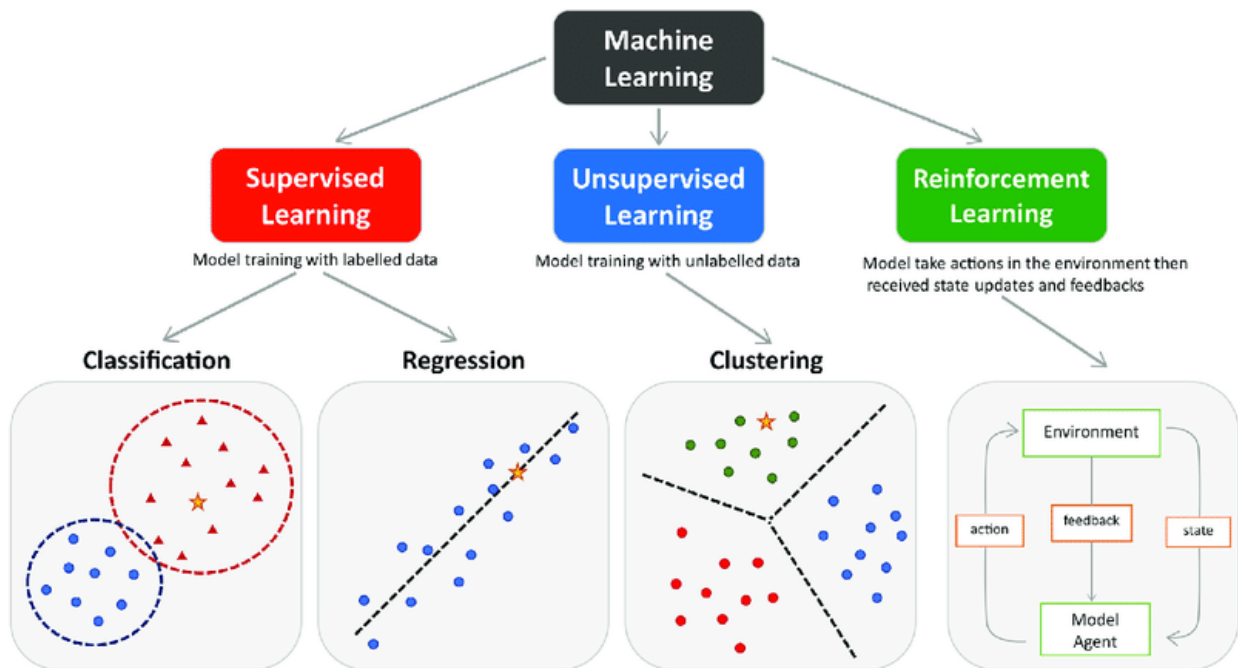 Machine
Learning
Supervised
Learning
Unsupervised
Learning
Reinforcement
Learning
Model training with labelled data
Model training with unlabelled data
Model take actions in the environment then
received state updates and feedbacks
Classification
Regression
Clustering
Environment
action
feedback
state
Model
Agent